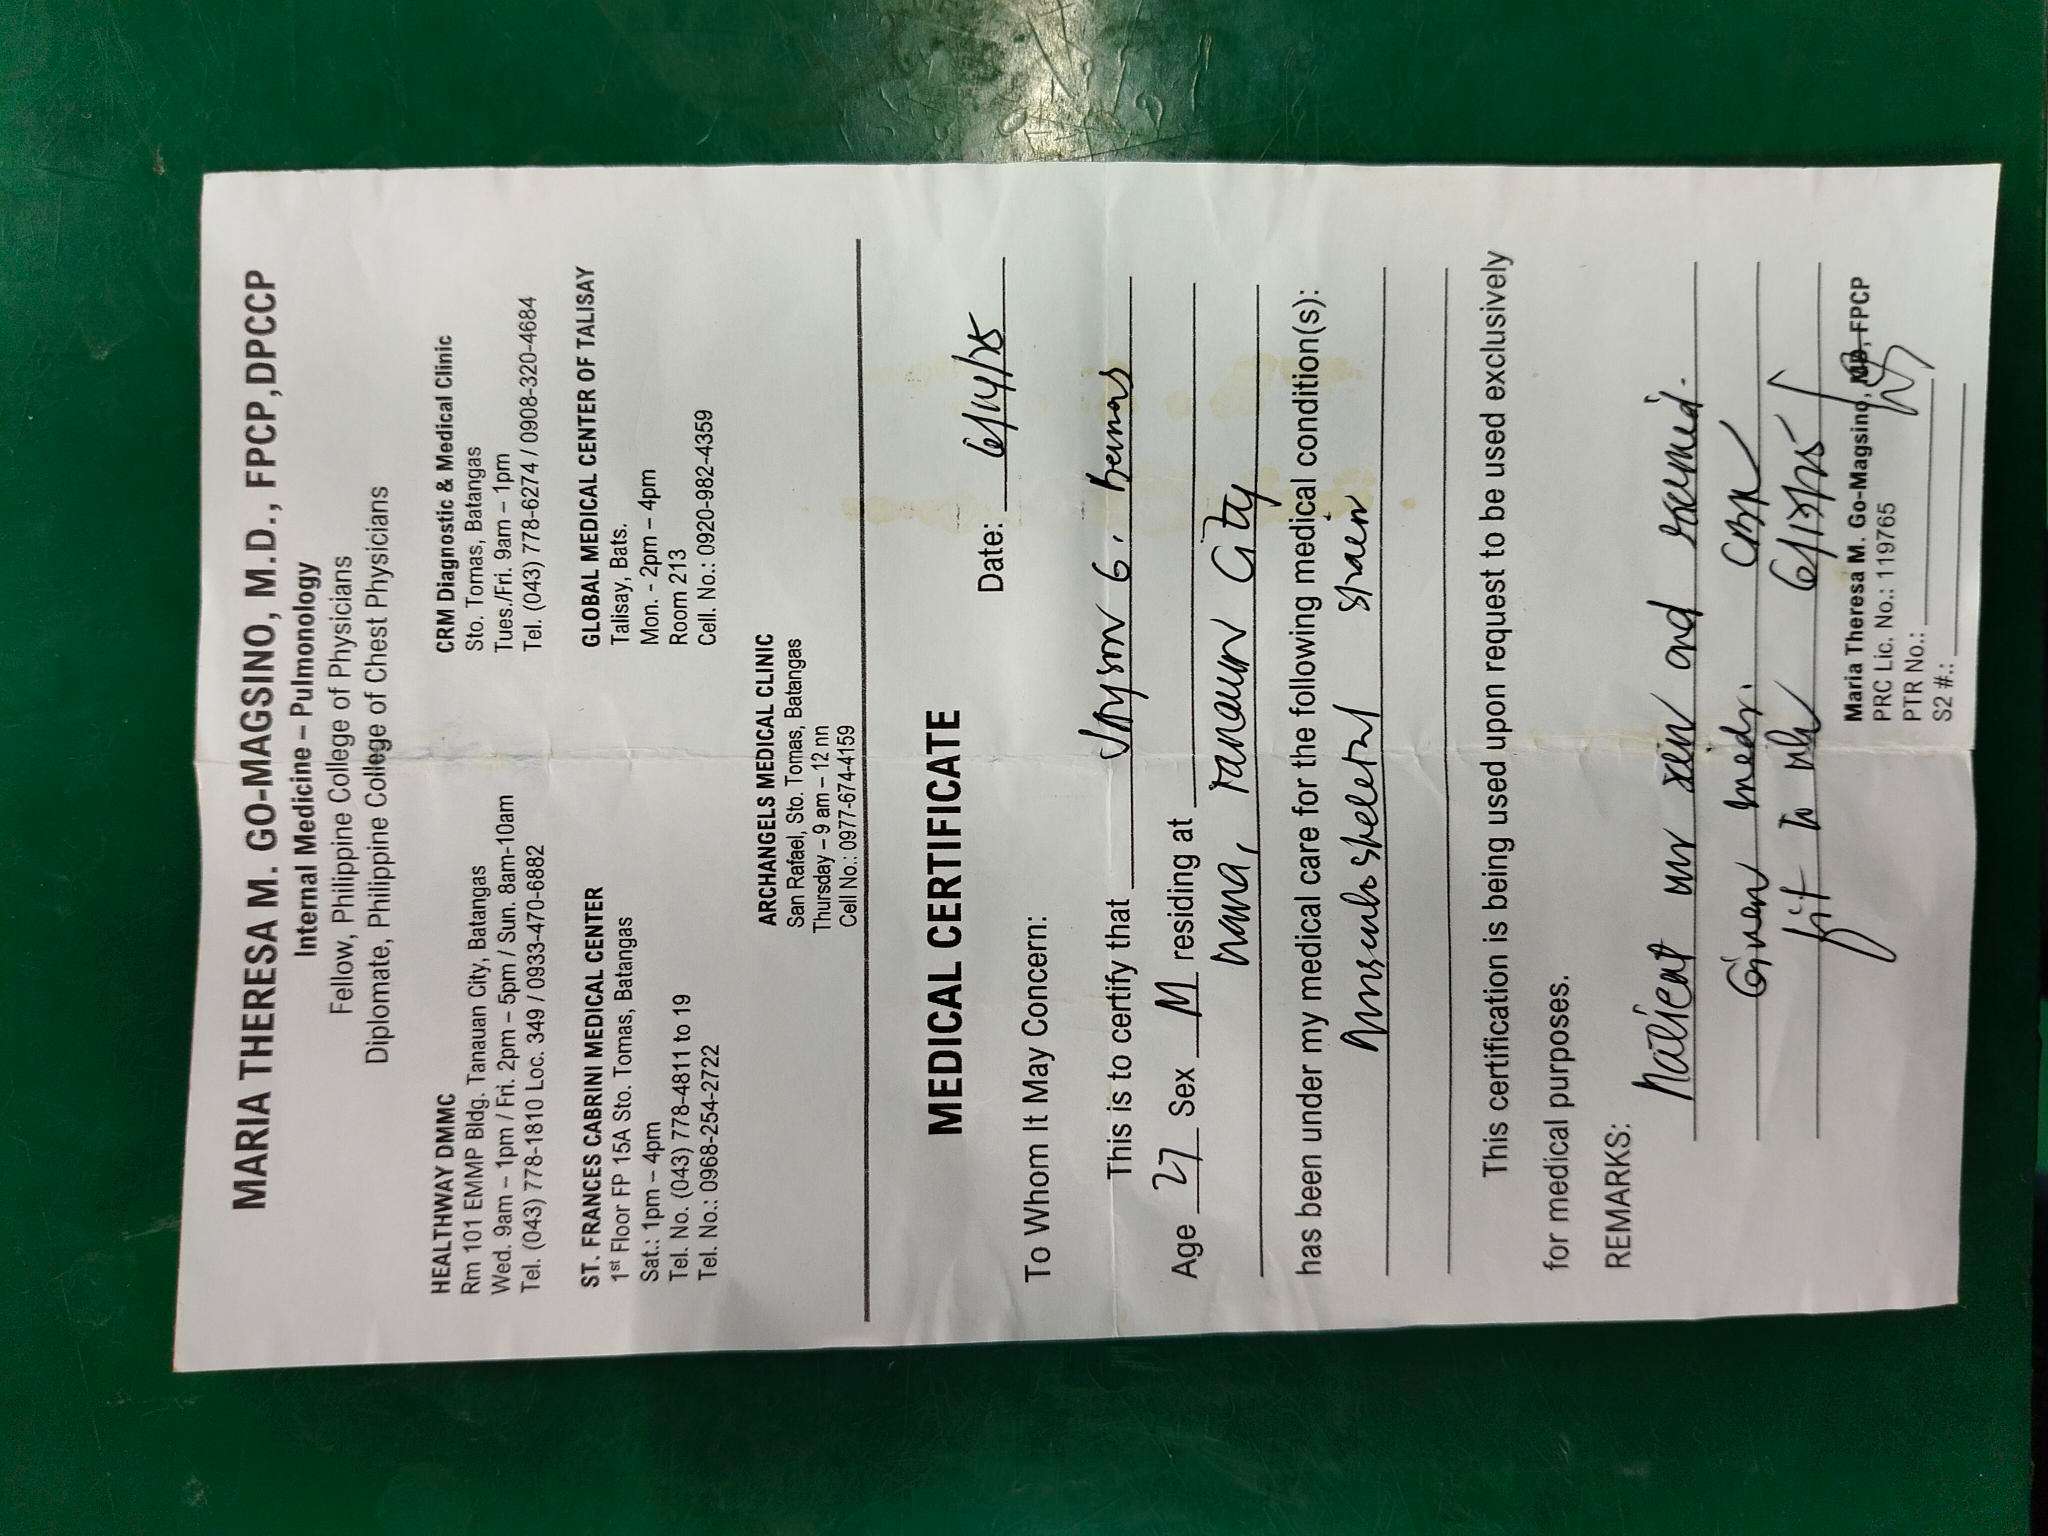 MARIA THERESA M. GO-MAGSINO, M.D., FPCP,DPCCP
Internal Medicine – Pulmonology
Fellow, Philippine College of Physicians
Diplomate, Philippine College of Chest Physicians
HEALTHWAY DMMC
Rm 101 EMMP Bldg. Tanauan City, Batangas
Wed. 9am – 1pm / Fri. 2pm – 5pm / Sun. 8am-10am
Tel. (043) 778-1810 Loc. 349 / 0933-470-6882
CRM Diagnostic & Medical Clinic
Sto. Tomas, Batangas
Tues./Fri. 9am – 1pm
Tel. (043) 778-6274 / 0908-320-4684
ST. FRANCES CABRINI MEDICAL CENTER
1st Floor FP 15A Sto. Tomas, Batangas
Sat.: 1pm – 4pm
Tel. No. (043) 778-4811 to 19
Tel. No.: 0968-254-2722
GLOBAL MEDICAL CENTER OF TALISAY
Talisay, Bats.
Mon. - 2pm – 4pm
Room 213
Cell. No.: 0920-982-4359
ARCHANGELS MEDICAL CLINIC
San Rafael, Sto. Tomas, Batangas
Thursday – 9 am – 12 nn
Cell No.: 0977-674-4159
MEDICAL CERTIFICATE
Date: 6/14/25
To Whom It May Concern:
This is to certify that Jayson G.
Age 27 Sex M residing at
Tanauan City
has been under my medical care for the following medical condition(s):
Musculoskeletal strain
This certification is being used upon request to be used exclusively
for medical purposes.
REMARKS:
Patient was seen and examined.
Given meds.
fit to
Maria Theresa M. Go-Magsino, MD, FPCP
PRC Lic. No.: 119765
PTR No.:
S2 #.: